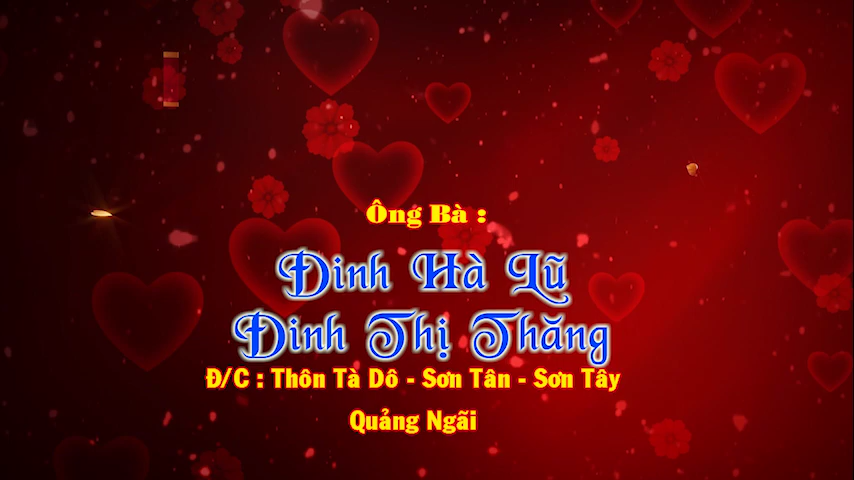 Ông Bà :
Đinh Hà Lũ
Đinh Thị Thăng
Đ/C : Thôn Tà Dô - Sơn Tân - Sơn Tây
Quảng Ngãi